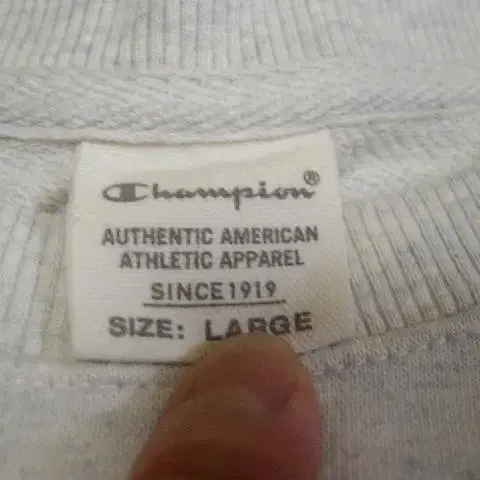 Champion®
AUTHENTIC AMERICAN
ATHLETIC APPAREL
SINCE 1919
SIZE: LARGE